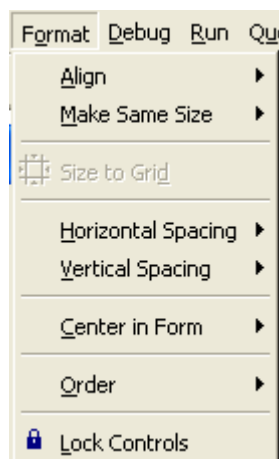 Format Debug Run
Align
Make Same Size
Size to Grid
Horizontal Spacing
Vertical Spacing
Center in Form
Order
Lock Controls